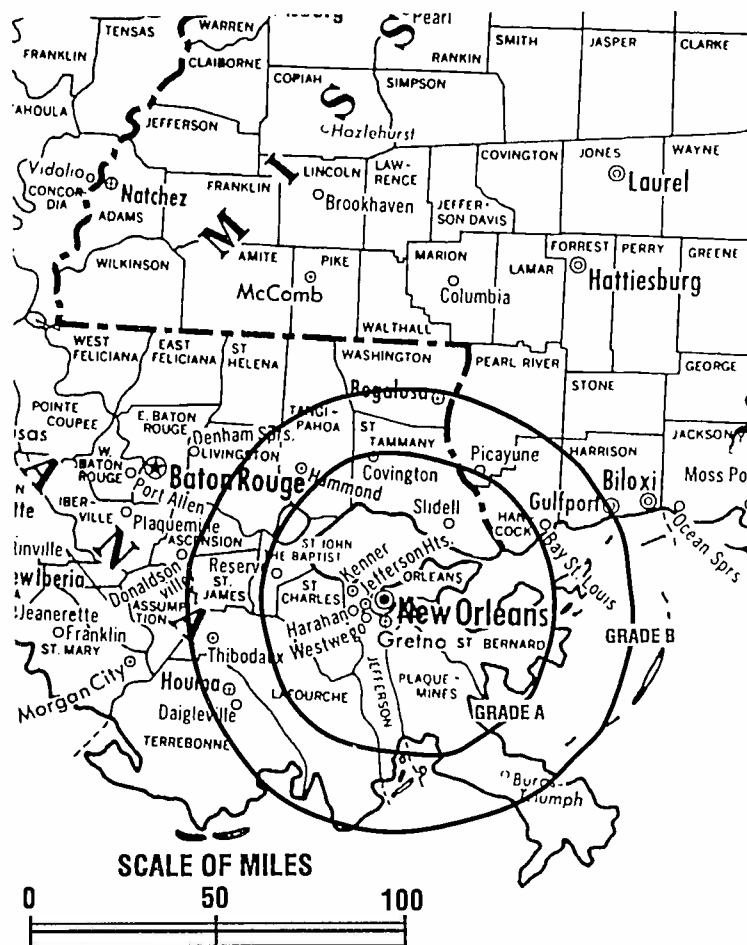 TENSAS
WARREN
Pearl
SMITH
JASPER
CLARKE
FRANKLIN
CLAIBORNE
S
RANKIN
COPIAH
SIMPSON
AHOULA
JEFFERSON
S
Hazlehurst
COVINGTON
JONES
WAYNE
Vidalia
CONCOR-
DIA
Natchez
FRANKLIN
I
LINCOLN
LAW-
RENCE
Brookhaven
Laurel
ADAMS
JEFFER-
SON DAVIS
M
WILKINSON
AMITE
PIKE
MARION
LAMAR
FORREST
PERRY
GREENE
McComb
Columbia
Hattiesburg
WALTHALL
WEST
FELICIANA
EAST
FELICIANA
ST
HELENA
WASHINGTON
PEARL RIVER
GEORGE
STONE
Bogalusa
POINTE
COUPEE
E. BATON
ROUGE
TANGI-
PAHOA
ST
TAMMANY
Denham Sprs.
LIVINGSTON
HARRISON
JACKSON
W.
BATON
ROUGE
Baton Rouge
Hammond
Covington
Picayune
Biloxi
Moss Po
A
Port Allen
IBER-
VILLE
Plaquemine
Slidell
Gulfport
HAN-
COCK
Ocean Sprs
N
ASCENSION
ST JOHN
THE BAPTIST
Kenner
Jefferson Hts.
Bay St. Louis
Donaldson
ville
Reserve
ST.
JAMES
ST
CHARLES
ORLEANS
ew Iberia
ASSUMP
TION
A
Harahan
Westwego
New Orleans
Jeanerette
Franklin
ST. MARY
Gretna
ST BERNARD
GRADE B
Thibodaux
Morgan City
Houma
LAFOURCHE
JEFFERSON
PLAQUE-
MINES
Daigleville
GRADE A
TERREBONNE
Buras-
Triumph
SCALE OF MILES
0 50 100